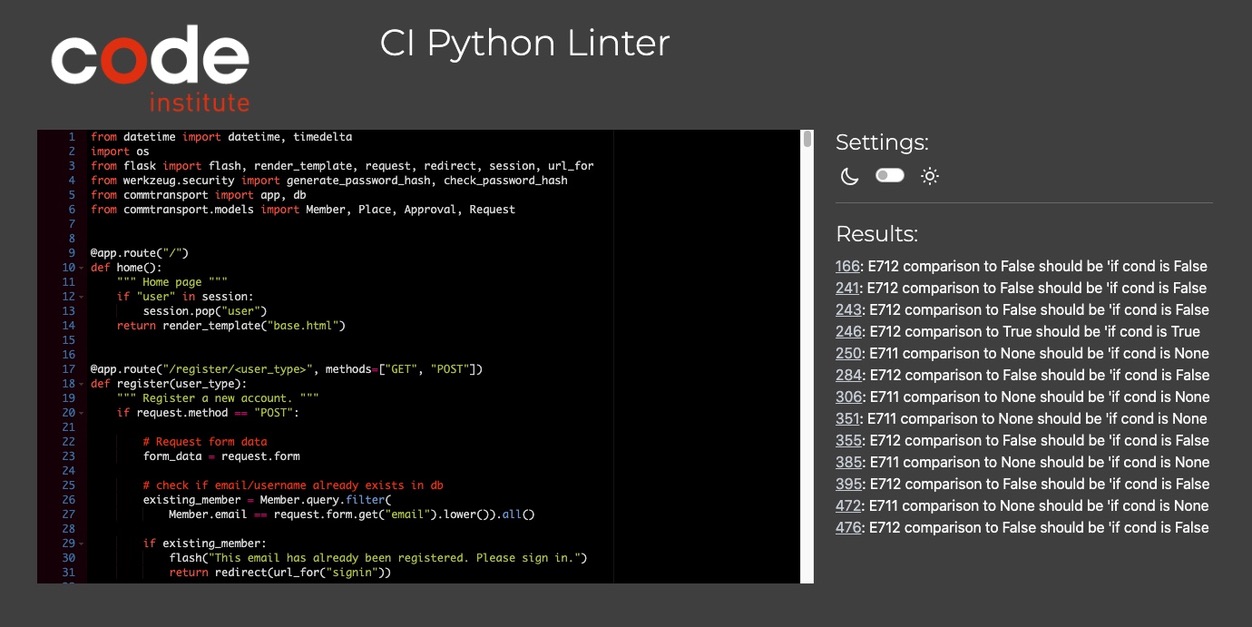 code
institute
CI Python Linter
1 from datetime import datetime, timedelta
2 import os
3 from flask import flash, render_template, request, redirect, session, url_for
4 from werkzeug.security import generate_password_hash, check_password_hash
5 from commtransport import app, db
6 from commtransport.models import Member, Place, Approval, Request
7
8
9 @app.route("/")
10 def home():
11 """ Home page """
12 if "user" in session:
13 session.pop("user")
14 return render_template("base.html")
15
16
17 @app.route("/register/<user_type>", methods=["GET", "POST"])
18 def register(user_type):
19 """ Register a new account. """
20 if request.method == "POST":
21
22 # Request form data
23 form_data = request.form
24
25 # check if email/username already exists in db
26 existing_member = Member.query.filter(
27 Member.email == request.form.get("email").lower()).all()
28
29 if existing_member:
30 flash("This email has already been registered. Please sign in.")
31 return redirect(url_for("signin"))
Settings:
Results:
166: E712 comparison to False should be 'if cond is False
241: E712 comparison to False should be 'if cond is False
243: E712 comparison to False should be 'if cond is False
246: E712 comparison to True should be 'if cond is True
250: E711 comparison to None should be 'if cond is None
284: E712 comparison to False should be 'if cond is False
306: E711 comparison to None should be 'if cond is None
351: E711 comparison to None should be 'if cond is None
355: E712 comparison to False should be 'if cond is False
385: E711 comparison to None should be 'if cond is None
395: E712 comparison to False should be 'if cond is False
472: E711 comparison to None should be 'if cond is None
476: E712 comparison to False should be 'if cond is False